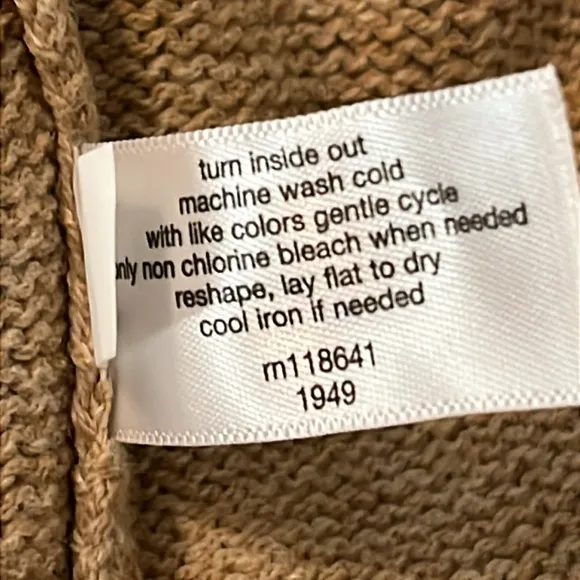 turn inside out
machine wash cold
with like colors gentle cycle
only non chlorine bleach when needed
reshape, lay flat to dry
cool iron if needed
rn118641
1949